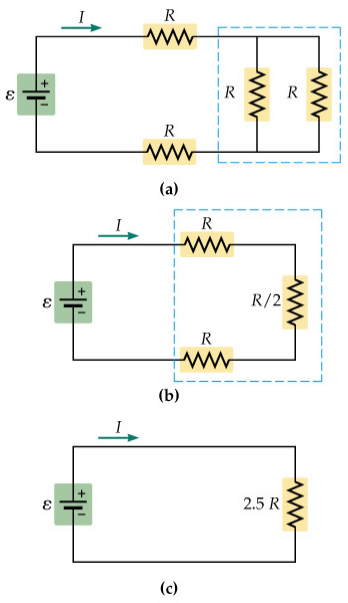 I R
ε + R R
-
R
(a)
I R
ε + R/2
-
R
(b)
I
ε + 2.5 R
-
(c)